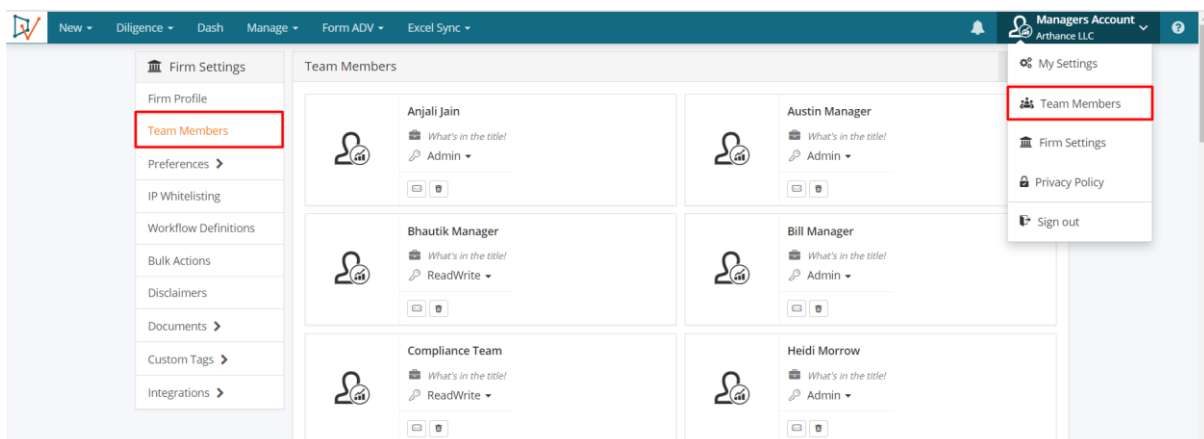 New Diligence Dash Manage Form ADV Excel Sync Managers Account
Arthance LLC
My Settings
Team Members
Firm Settings
Privacy Policy
Sign out
Firm Settings
Firm Profile
Team Members
Preferences
IP Whitelisting
Workflow Definitions
Bulk Actions
Disclaimers
Documents
Custom Tags
Integrations
Team Members
Anjali Jain
What's in the title!
Admin
Austin Manager
What's in the title!
Admin
Bhautik Manager
What's in the title!
ReadWrite
Bill Manager
What's in the title!
Admin
Compliance Team
What's in the title!
ReadWrite
Heidi Morrow
What's in the title!
Admin